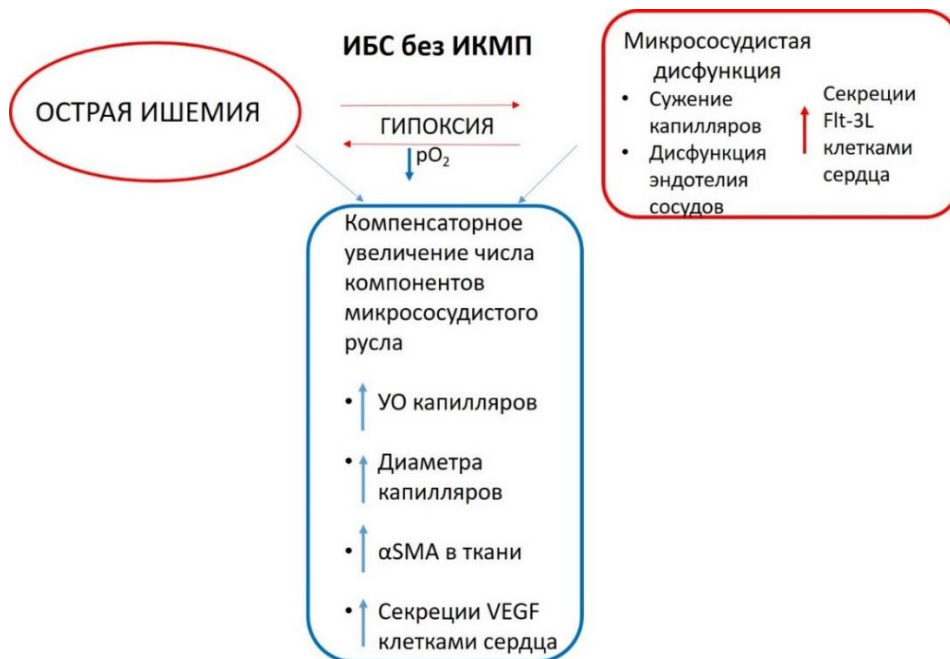 ИБС без ИКМП
ОСТРАЯ ИШЕМИЯ
ГИПОКСИЯ
pO₂
Микрососудистая
дисфункция
• Сужение
капилляров
• Дисфункция
эндотелия
сосудов
Секреции
Flt-3L
клетками
сердца
Компенсаторное
увеличение числа
компонентов
микрососудистого
русла
• УО капилляров
• Диаметра
капилляров
• αSMA в ткани
• Секреции VEGF
клетками сердца